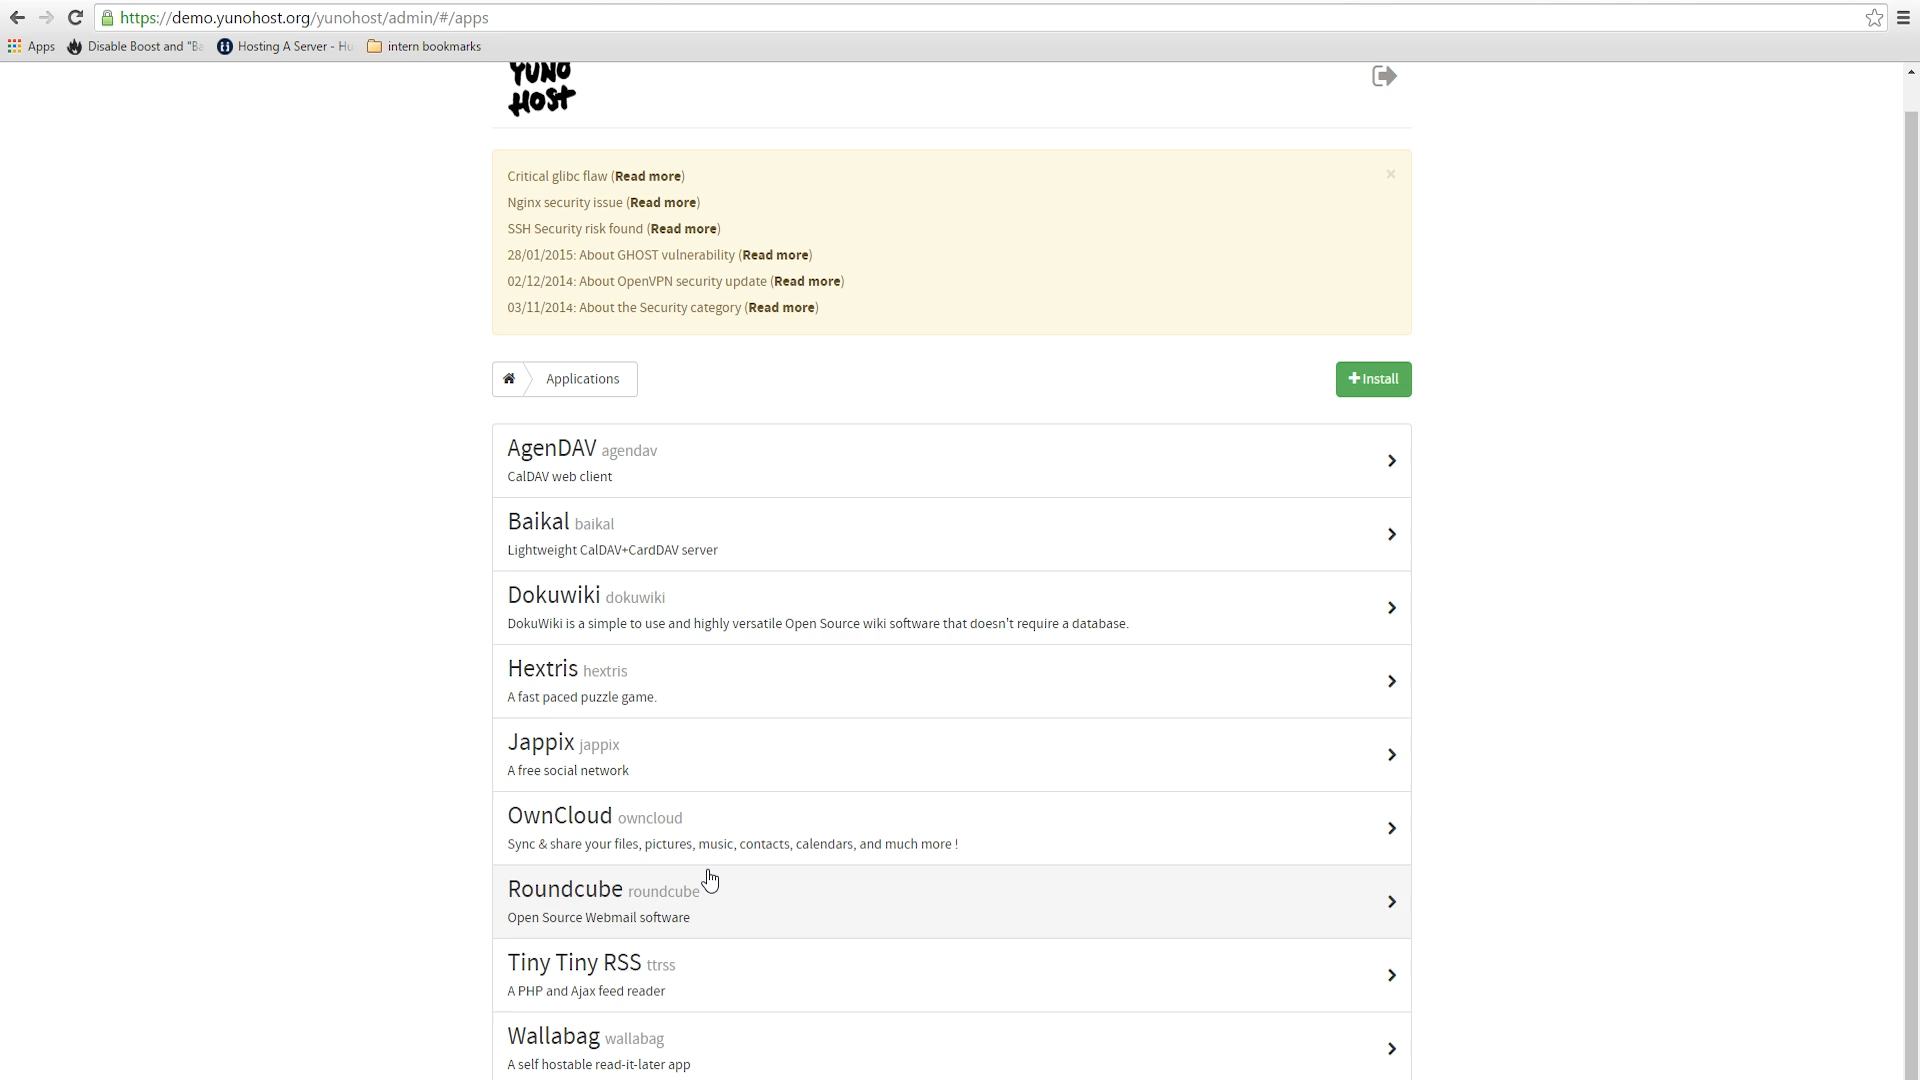 https://demo.yunohost.org/yunohost/admin/#/apps
Apps Disable Boost and "Ba Hosting A Server - Hu intern bookmarks
YUNO
HOST
Critical glibc flaw (Read more)
×
Nginx security issue (Read more)
SSH Security risk found (Read more)
28/01/2015: About GHOST vulnerability (Read more)
02/12/2014: About OpenVPN security update (Read more)
03/11/2014: About the Security category (Read more)
Applications
+Install
AgenDAV agendav
CalDAV web client
Baikal baikal
Lightweight CalDAV+CardDAV server
Dokuwiki dokuwiki
DokuWiki is a simple to use and highly versatile Open Source wiki software that doesn't require a database.
Hextris hextris
A fast paced puzzle game.
Jappix jappix
A free social network
OwnCloud owncloud
Sync & share your files, pictures, music, contacts, calendars, and much more !
Roundcube roundcube
Open Source Webmail software
Tiny Tiny RSS ttrss
A PHP and Ajax feed reader
Wallabag wallabag
A self hostable read-it-later app